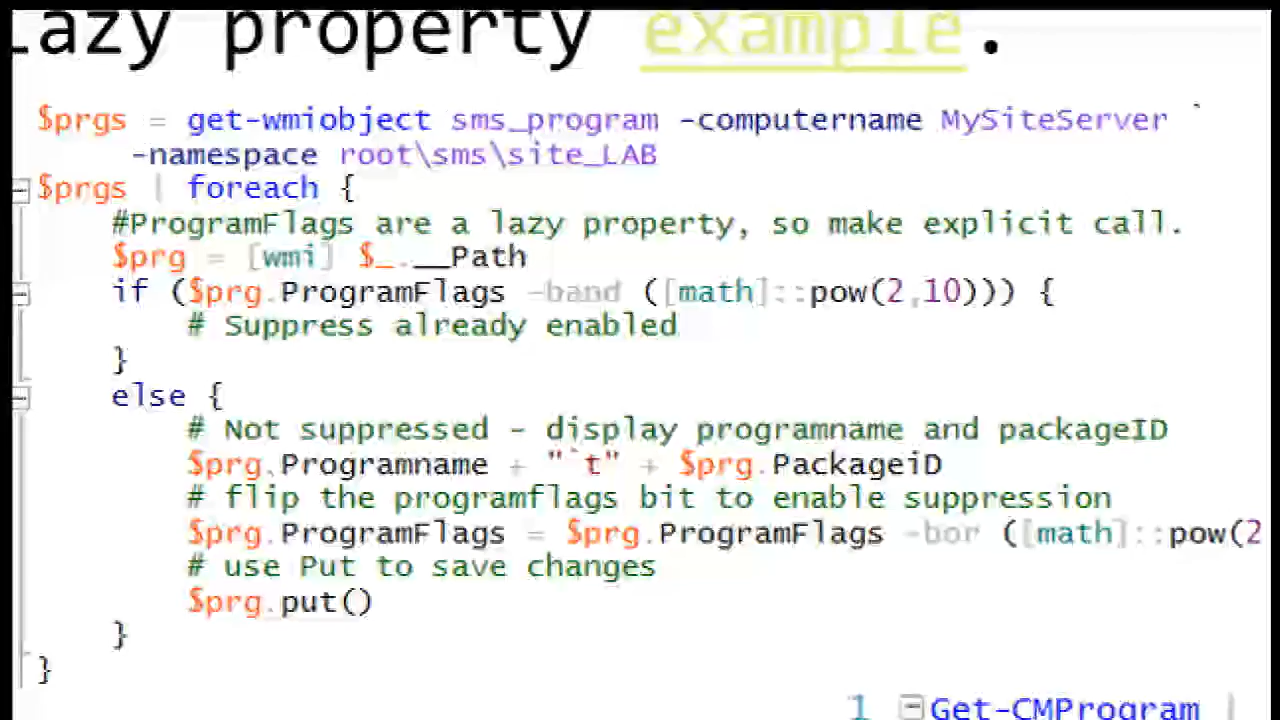 lazy property example.
$prgs = get-wmiobject sms_program -computername MySiteServer `
-namespace root\sms\site_LAB
$prgs | foreach {
#ProgramFlags are a lazy property, so make explicit call.
$prg = [wmi] $_.__Path
if ($prg.ProgramFlags -band ([math]::pow(2,10))) {
# Suppress already enabled
}
else {
# Not suppressed - display programname and packageID
$prg.Programname + "`t" + $prg.PackageiD
# flip the programflags bit to enable suppression
$prg.ProgramFlags = $prg.ProgramFlags -bor ([math]::pow(2
# use Put to save changes
$prg.put()
}
}
1 Get-CMProgram |